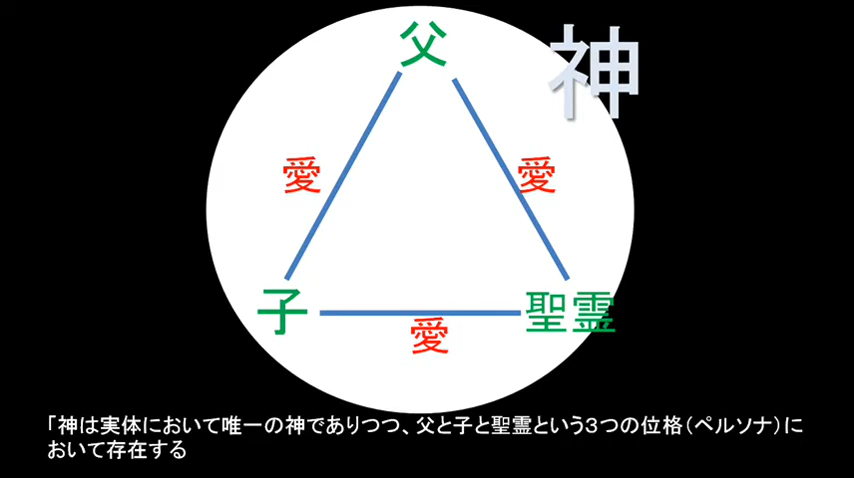 父
神
愛
愛
子
聖霊
愛
「神は実体において唯一の神でありつつ、父と子と聖霊という3つの位格(ペルソナ)に
おいて存在する